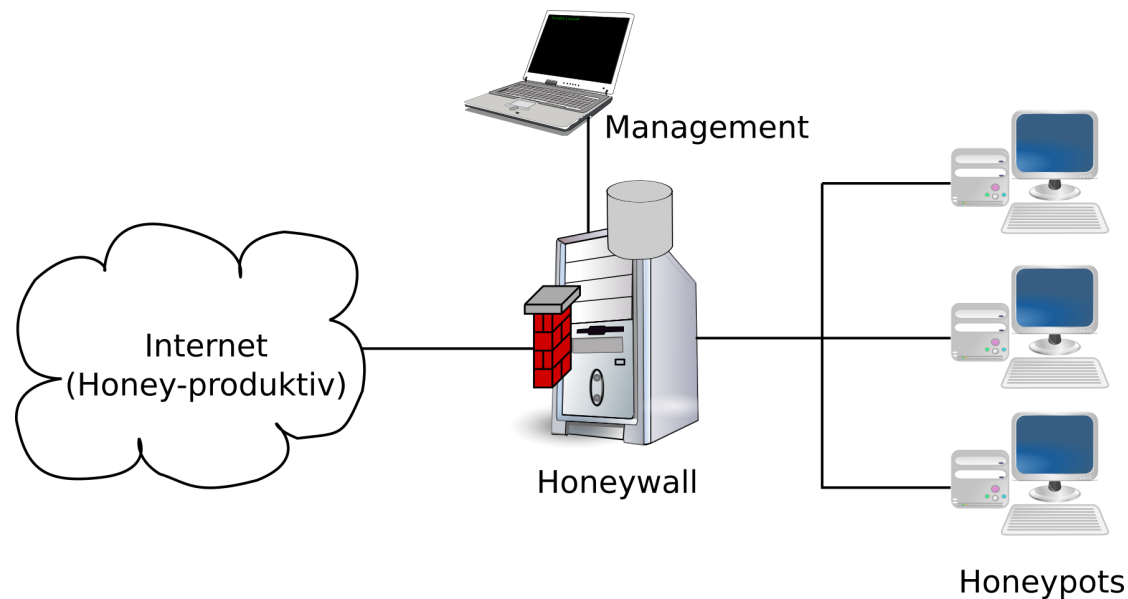 Management
Internet
(Honey-produktiv)
Honeywall
Honeypots